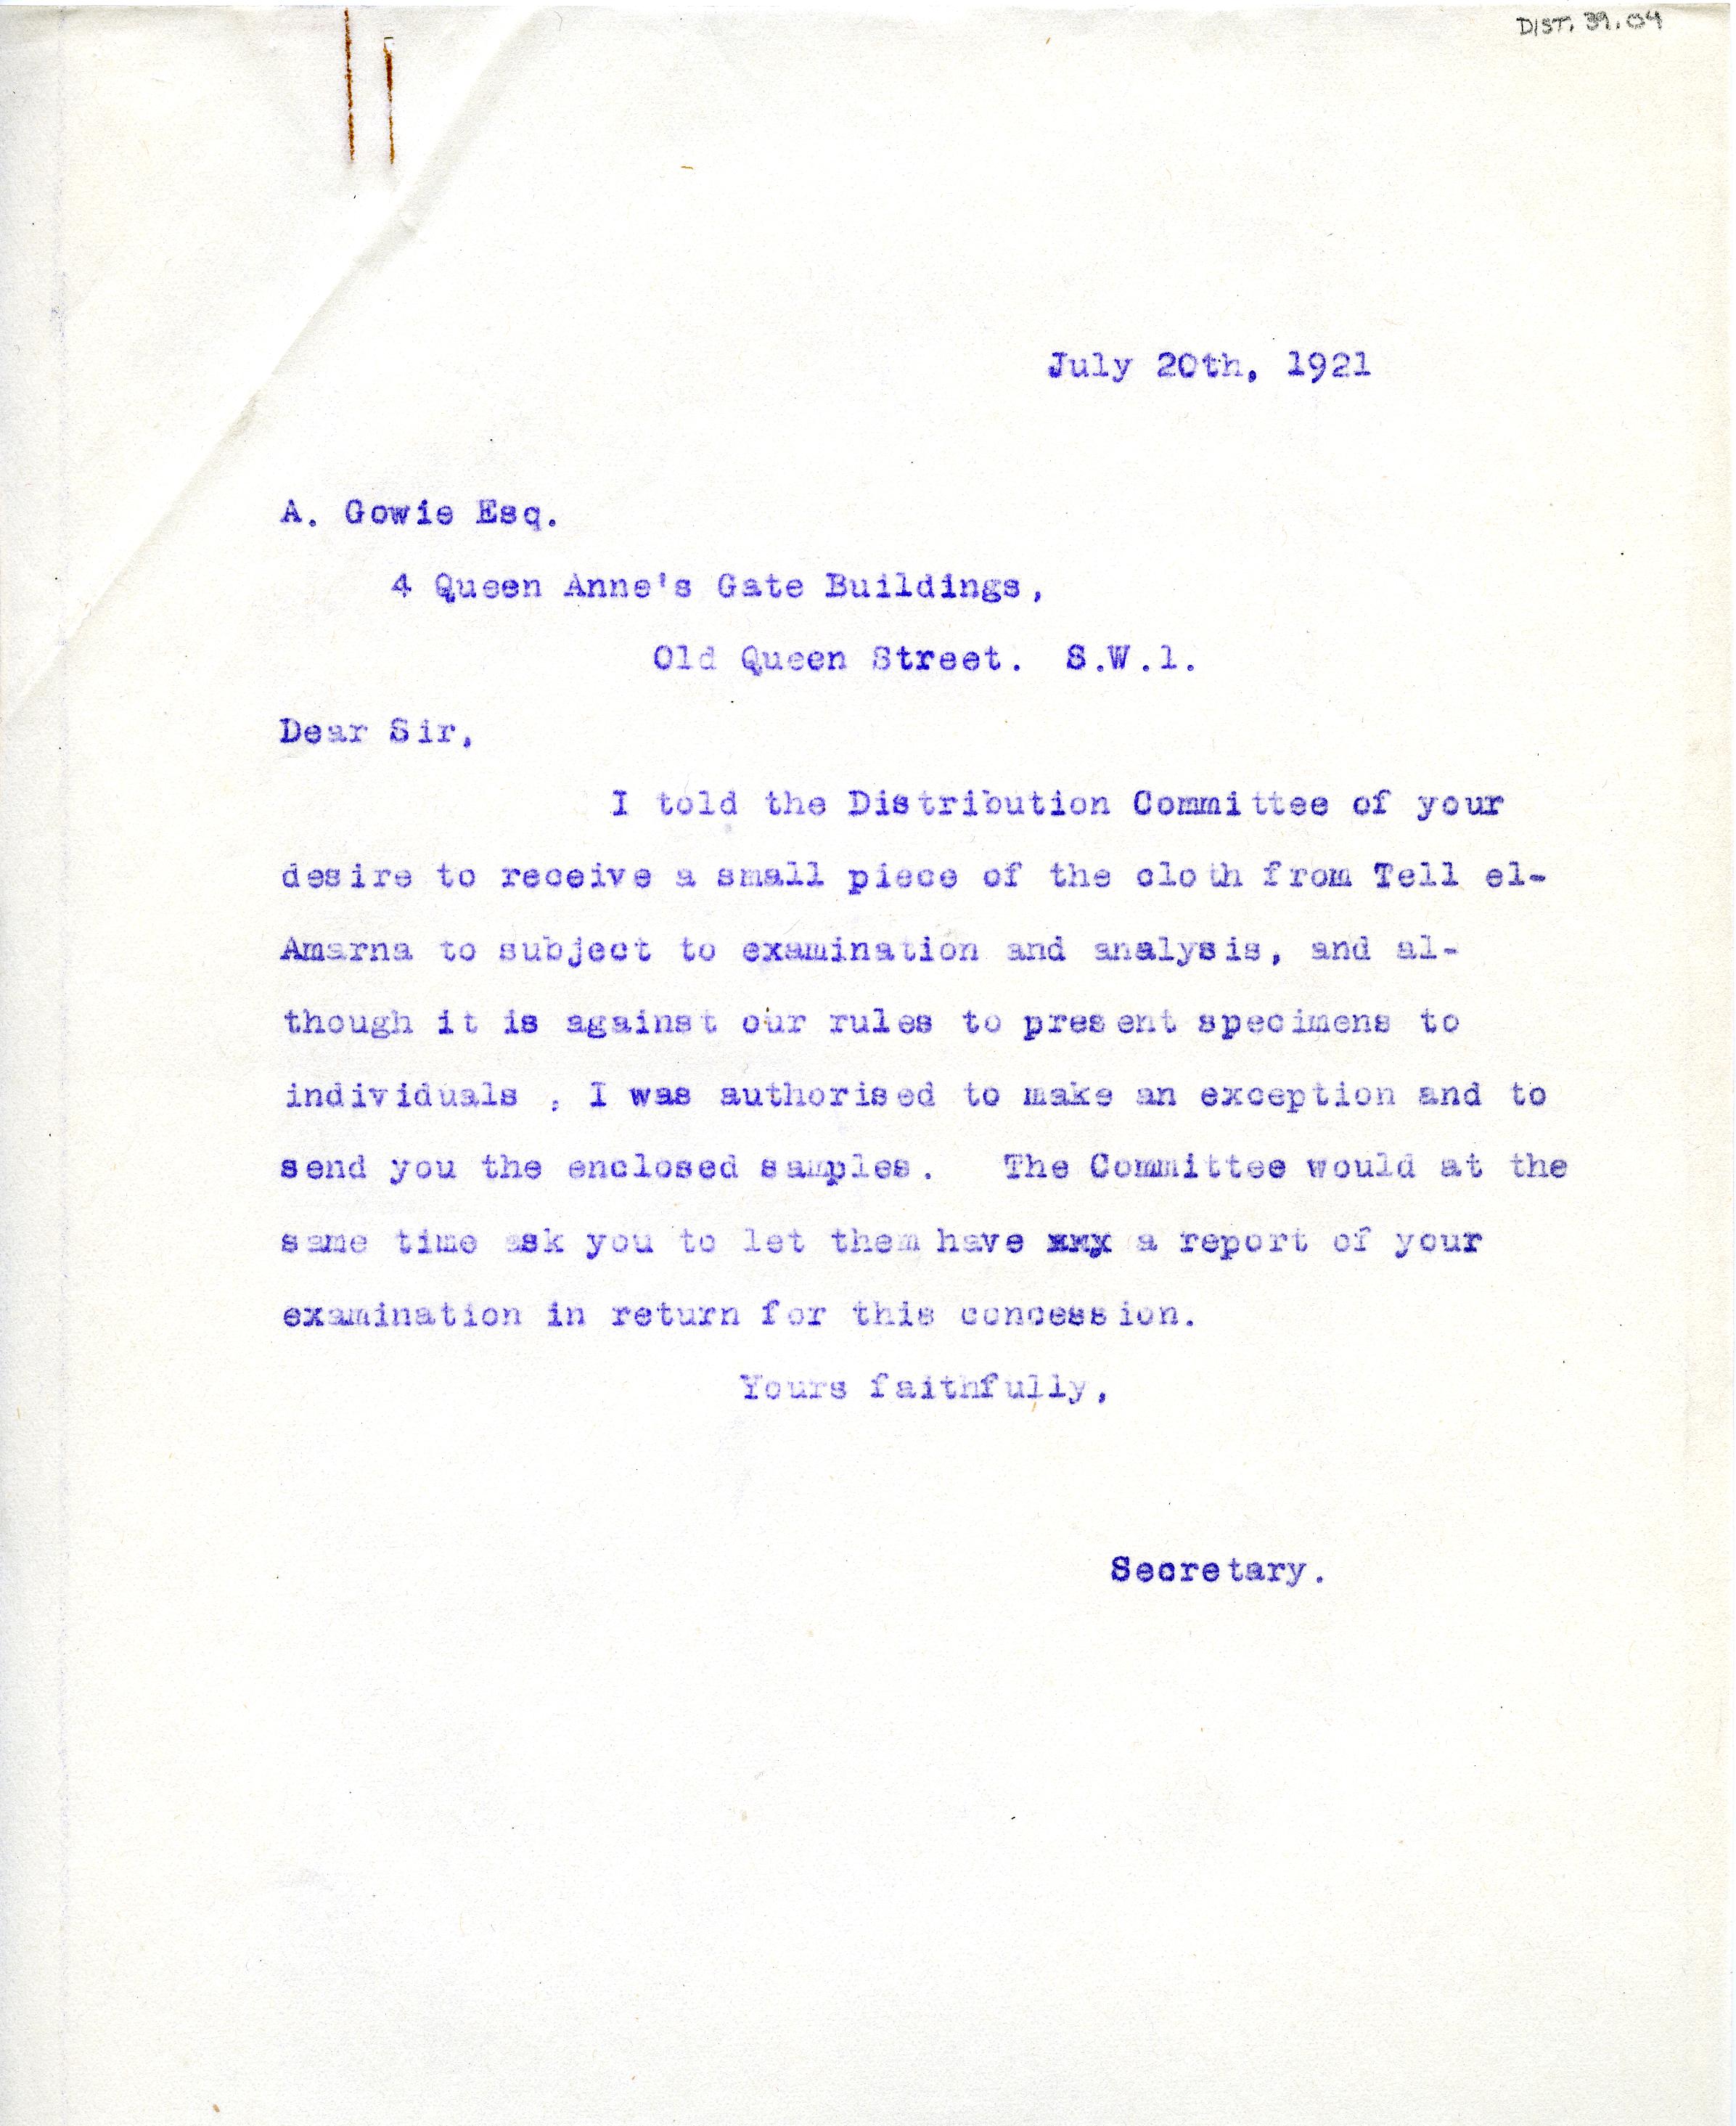 DIST. 39.04
July 20th, 1921
A. Gowie Esq.
4 Queen Anne's Gate Buildings,
Old Queen Street. S.W.1.
Dear Sir,
I told the Distribution Committee of your
desire to receive a small piece of the cloth from Tell el-
Amarna to subject to examination and analysis, and al-
though it is against our rules to present specimens to
individuals , I was authorised to make an exception and to
send you the enclosed samples. The Committee would at the
same time ask you to let them have a report of your
examination in return for this concession.
Yours faithfully,
Secretary.